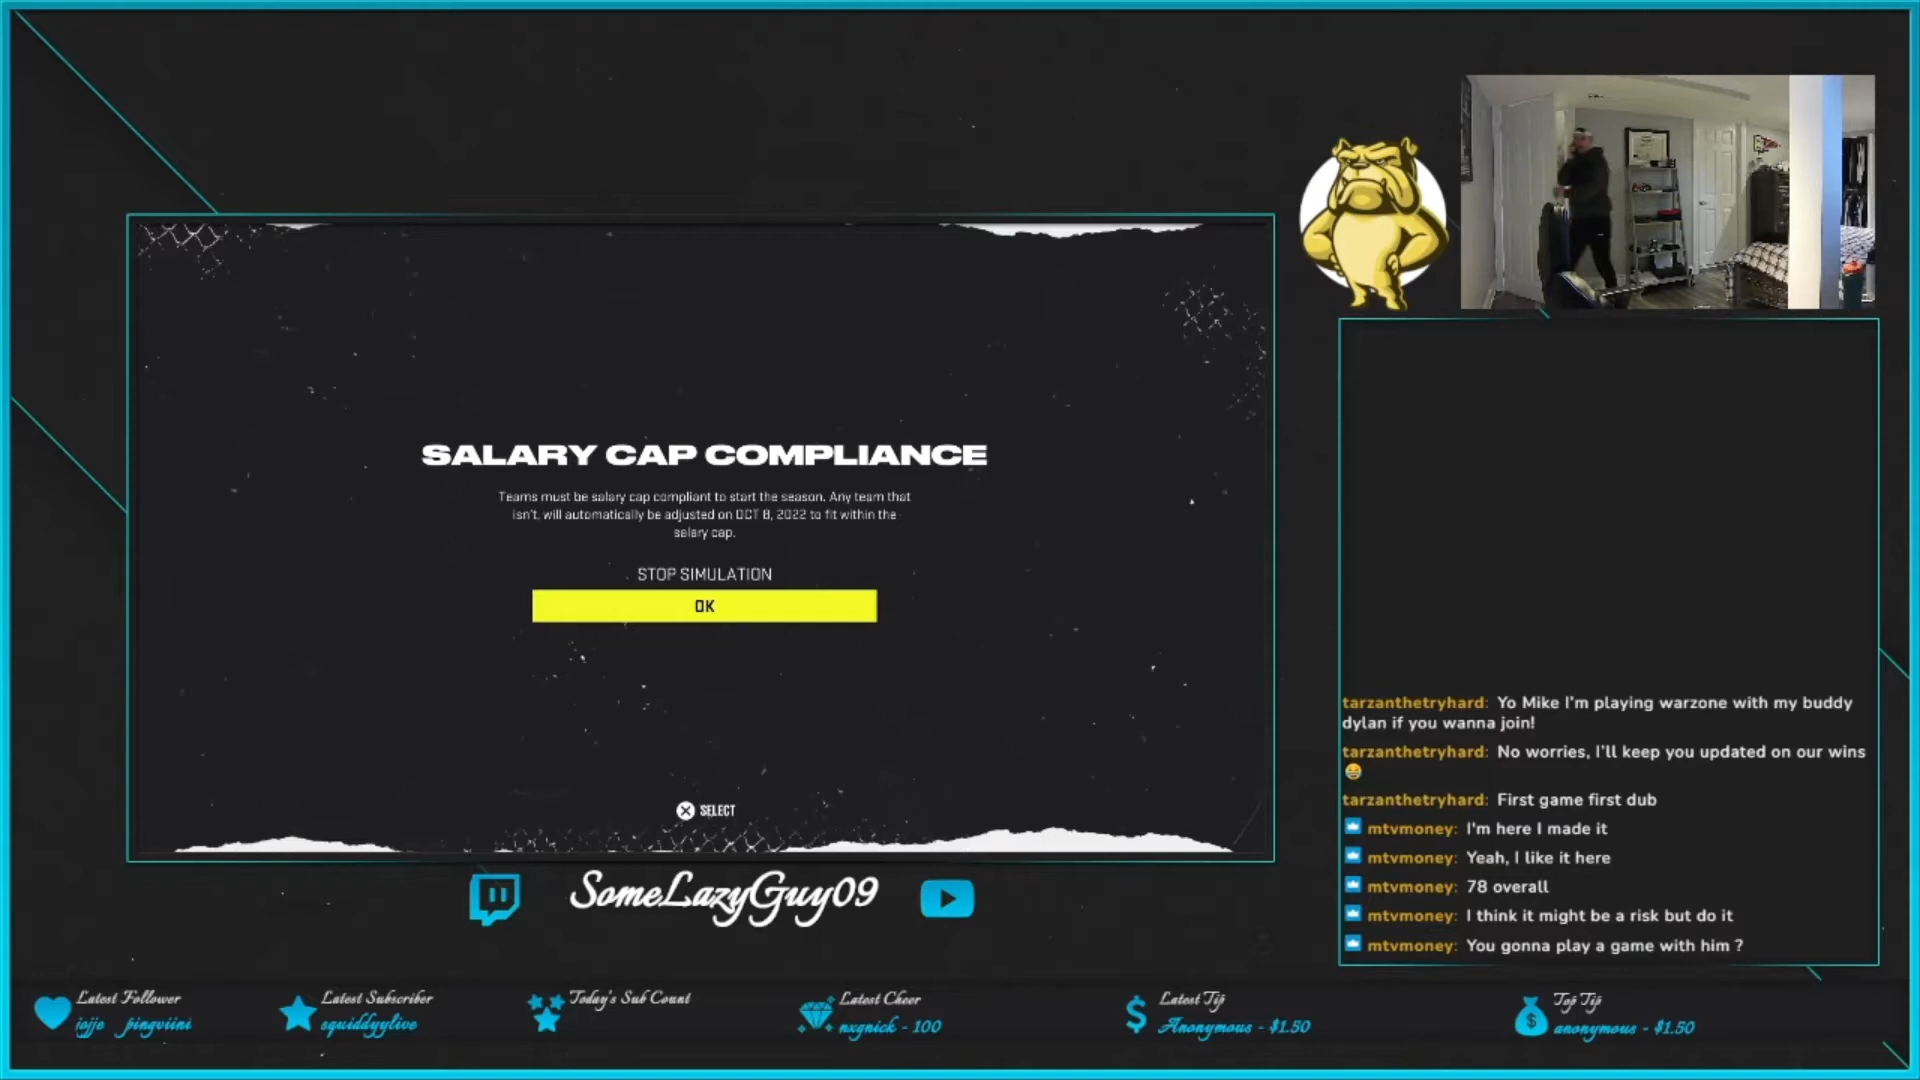 SALARY CAP COMPLIANCE
Teams must be salary cap compliant to start the season. Any team that
isn't, will automatically be adjusted on OCT 8, 2022 to fit within the
salary cap.
STOP SIMULATION
OK
SELECT
SomeLazyGuy09
tarzanthetryhard: Yo Mike I'm playing warzone with my buddy
dylan if you wanna join!
tarzanthetryhard: No worries, I'll keep you updated on our wins
😂
tarzanthetryhard: First game first dub
mtvmoney: I'm here I made it
mtvmoney: Yeah, I like it here
mtvmoney: 78 overall
mtvmoney: I think it might be a risk but do it
mtvmoney: You gonna play a game with him ?
Latest Follower
jojje_pingviini
Latest Subscriber
squiddyylive
Today's Sub Count
Latest Cheer
nxgnick - 100
Latest Tip
Anonymous - $1.50
Top Tip
anonymous - $1.50